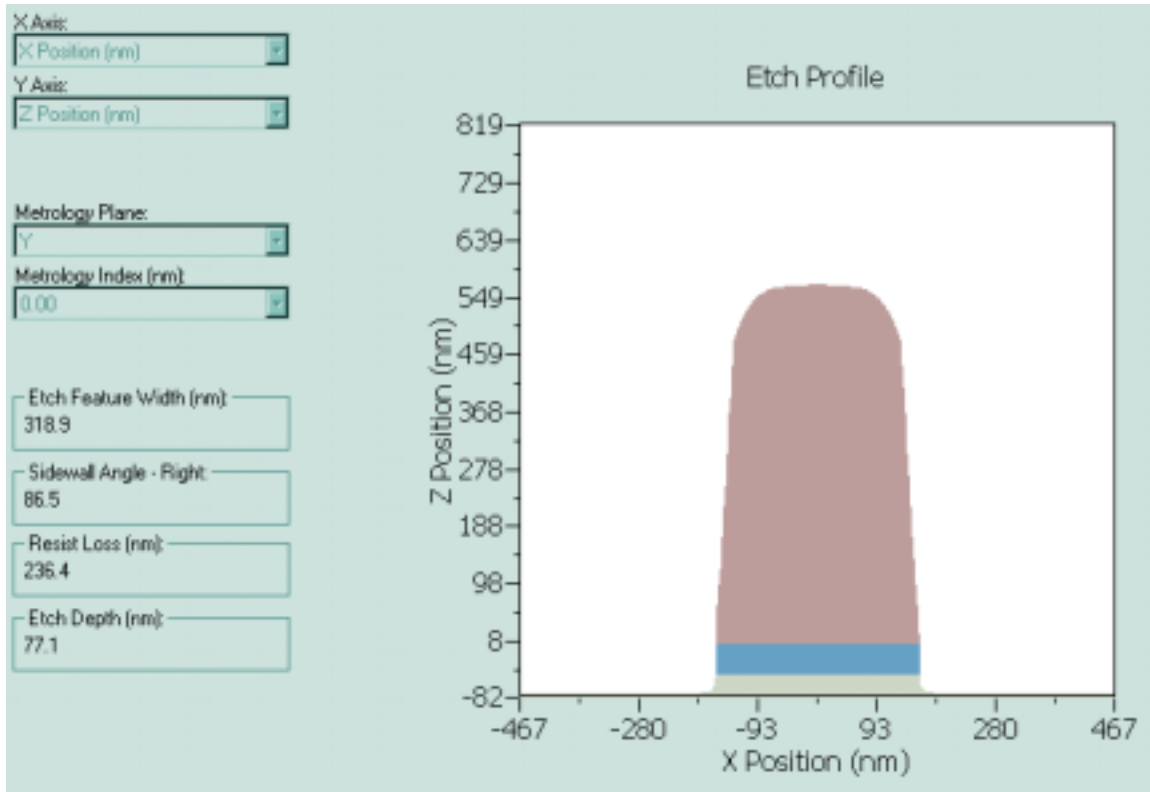 X Axis:
X Position (nm)
Y Axis:
Z Position (nm)
Metrology Plane:
Y
Metrology Index (nm):
0.00
Etch Feature Width (nm):
318.9
Sidewall Angle - Right:
86.5
Resist Loss (nm):
236.4
Etch Depth (nm):
77.1
Etch Profile
819
729
639
549
459
368
278
188
98
8
-82
Z Position (nm)
-467 -280 -93 93 280 467
X Position (nm)